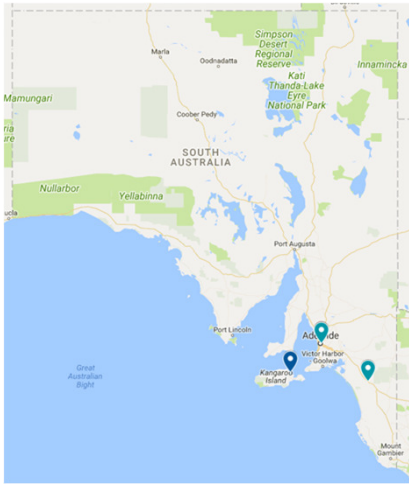 Simpson
Desert
Regional
Reserve
Marla
Oodnadatta
Innamincka
Kati
Thanda-Lake
Eyre
National Park
Mamungari
Coober Pedy
SOUTH
AUSTRALIA
Nullarbor
Yellabinna
Port Augusta
Port Lincoln
Victor Harbor
Goolwa
Kangaroo
Island
Great
Australian
Bight
Mount
Gambier